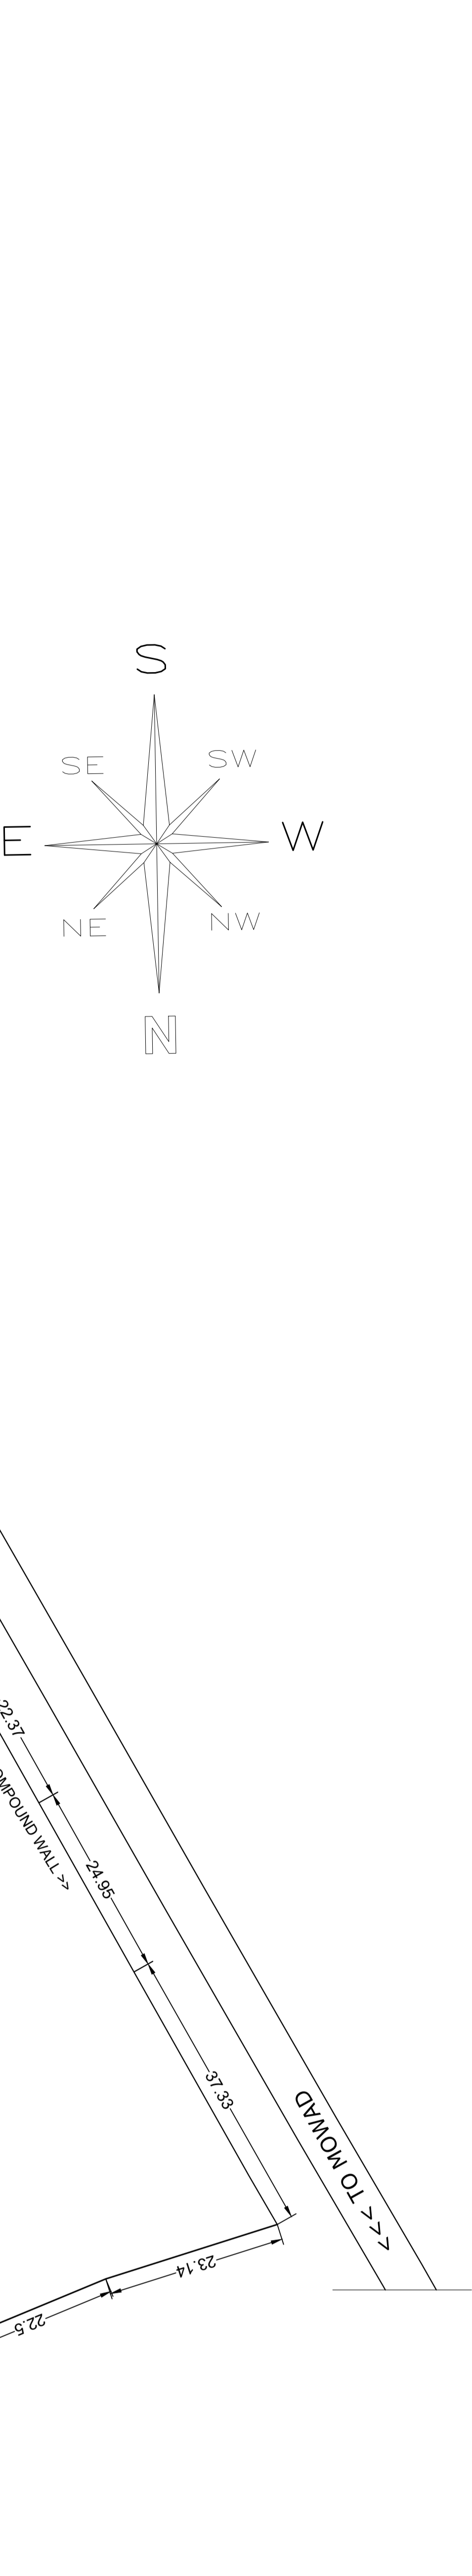 S
SE
SW
E
W
NE
NW
N
22.37
OMPOUND WALL >>
24.95
37.33
<<< TO MOWAD
23.14
22.5